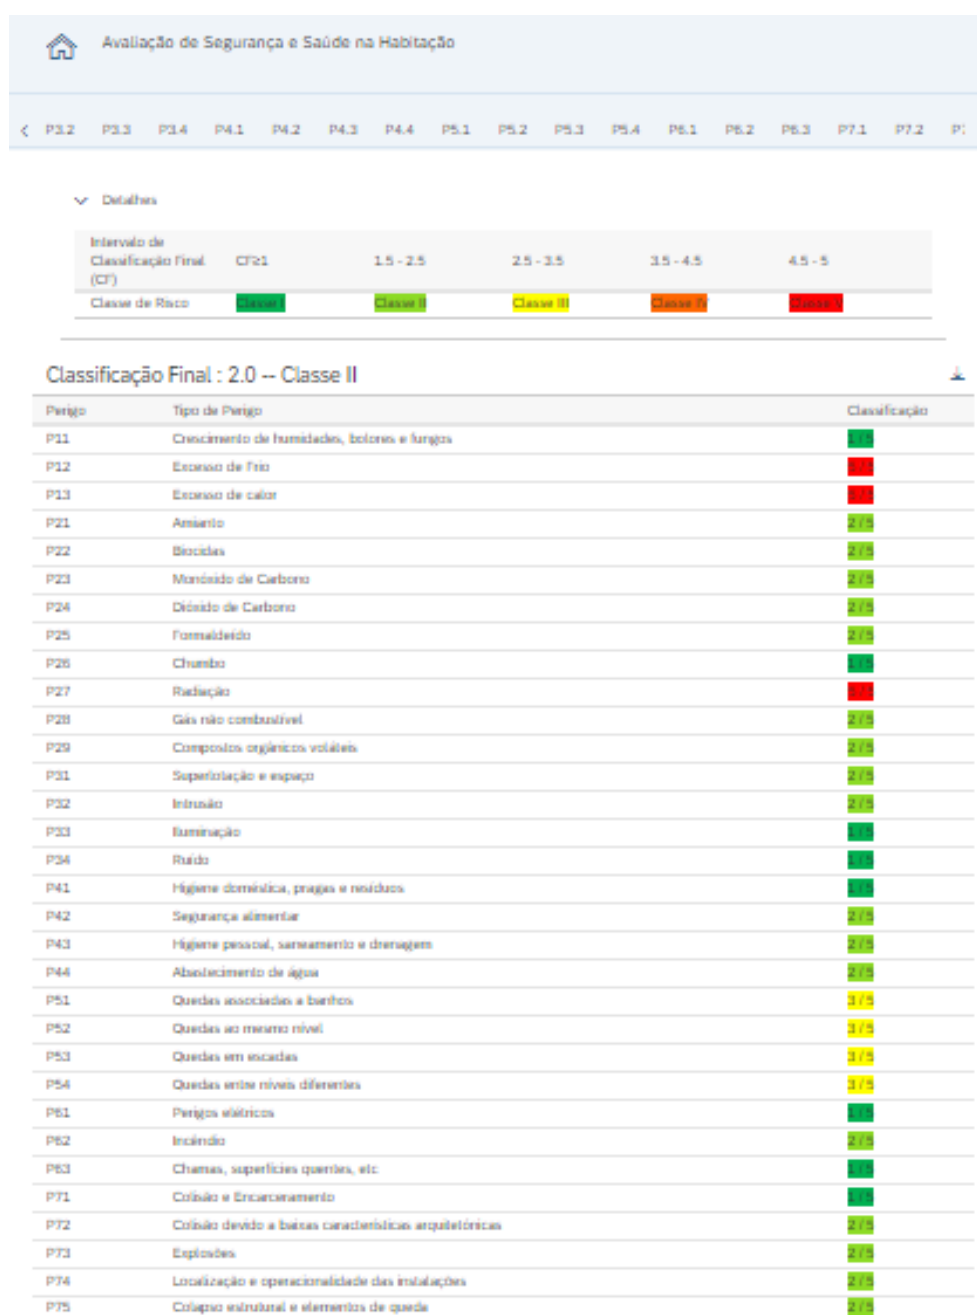 Avaliação de Segurança e Saúde na Habitação
P3.2 P3.3 P3.4 P4.1 P4.2 P4.3 P4.4 P5.1 P5.2 P5.3 P5.4 P6.1 P6.2 P6.3 P7.1 P7.2
Detalhes
Intervalo de
Classificação Final
(CF)
CF≥1 1.5 - 2.5 2.5 - 3.5 3.5 - 4.5 4.5 - 5
Classe de Risco Classe I Classe II Classe III Classe IV Classe V
Classificação Final : 2.0 -- Classe II
Perigo Tipo de Perigo Classificação
P11 Crescimento de humidades, bolores e fungos 1 / 5
P12 Excesso de Frio
P13 Excesso de calor
P21 Amianto 2 / 5
P22 Biocidas 2 / 5
P23 Monóxido de Carbono 2 / 5
P24 Dióxido de Carbono 2 / 5
P25 Formaldeído 2 / 5
P26 Chumbo 1 / 5
P27 Radiação
P28 Gás não combustível 2 / 5
P29 Compostos orgânicos voláteis 2 / 5
P31 Superlotação e espaço 2 / 5
P32 Intrusão 2 / 5
P33 Iluminação 1 / 5
P34 Ruído 1 / 5
P41 Higiene doméstica, pragas e resíduos 1 / 5
P42 Segurança alimentar 2 / 5
P43 Higiene pessoal, saneamento e drenagem 2 / 5
P44 Abastecimento de água 2 / 5
P51 Quedas associadas a banhos 3 / 5
P52 Quedas ao mesmo nível 3 / 5
P53 Quedas em escadas 3 / 5
P54 Quedas entre níveis diferentes 3 / 5
P61 Perigos elétricos 1 / 5
P62 Incêndio 2 / 5
P63 Chamas, superfícies quentes, etc 1 / 5
P71 Colisão e Encarceramento 1 / 5
P72 Colisão devido a baixas características arquitetónicas 2 / 5
P73 Explosões 2 / 5
P74 Localização e operacionalidade das instalações 2 / 5
P75 Colapso estrutural e elementos de queda 2 / 5